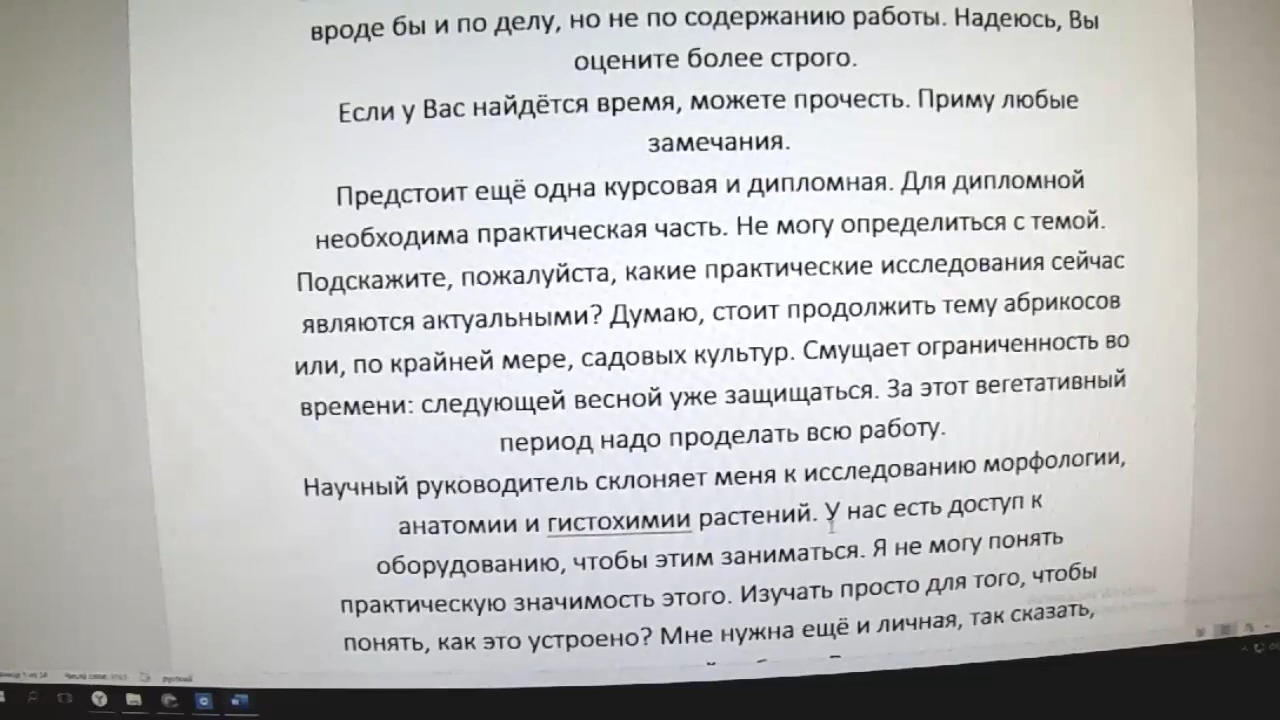 вроде бы и по делу, но не по содержанию работы. Надеюсь, Вы
оцените более строго.
Если у Вас найдётся время, можете прочесть. Приму любые
замечания.
Предстоит ещё одна курсовая и дипломная. Для дипломной
необходима практическая часть. Не могу определиться с темой.
Подскажите, пожалуйста, какие практические исследования сейчас
являются актуальными? Думаю, стоит продолжить тему абрикосов
или, по крайней мере, садовых культур. Смущает ограниченность во
времени: следующей весной уже защищаться. За этот вегетативный
период надо проделать всю работу.
Научный руководитель склоняет меня к исследованию морфологии,
анатомии и гистохимии растений. У нас есть доступ к
оборудованию, чтобы этим заниматься. Я не могу понять
практическую значимость этого. Изучать просто для того, чтобы
понять, как это устроено? Мне нужна ещё и личная, так сказать,
русский